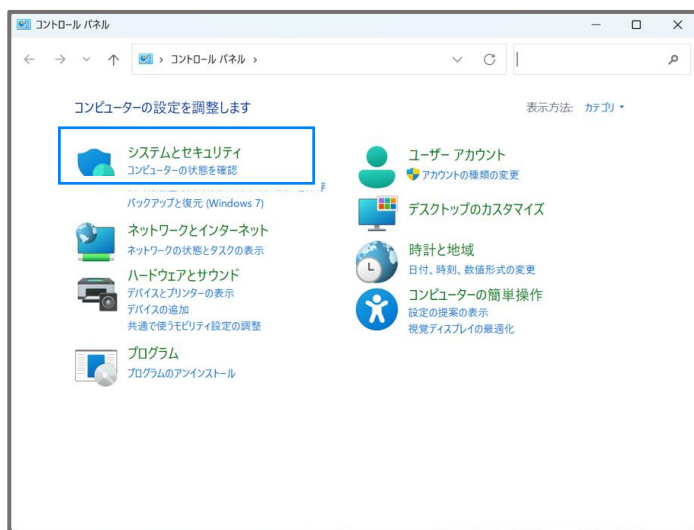 コントロール パネル
コントロール パネル
コンピューターの設定を調整します
表示方法: カテゴリ
システムとセキュリティ
コンピューターの状態を確認
バックアップと復元 (Windows 7)
ネットワークとインターネット
ネットワークの状態とタスクの表示
ハードウェアとサウンド
デバイスとプリンターの表示
デバイスの追加
共通で使うモビリティ設定の調整
プログラム
プログラムのアンインストール
ユーザー アカウント
アカウントの種類の変更
デスクトップのカスタマイズ
時計と地域
日付、時刻、数値形式の変更
コンピューターの簡単操作
設定の提案の表示
視覚ディスプレイの最適化